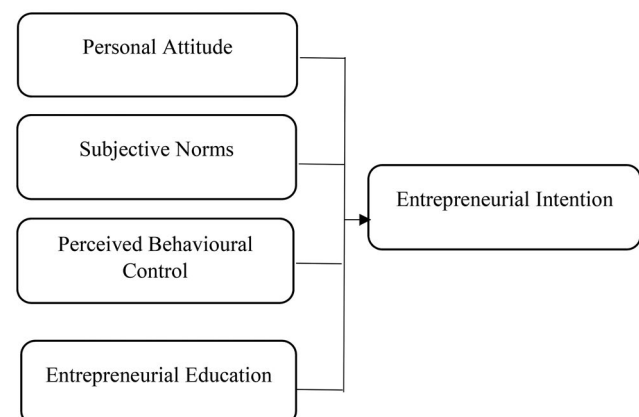 Personal Attitude
Subjective Norms
Entrepreneurial Intention
Perceived Behavioural
Control
Entrepreneurial Education